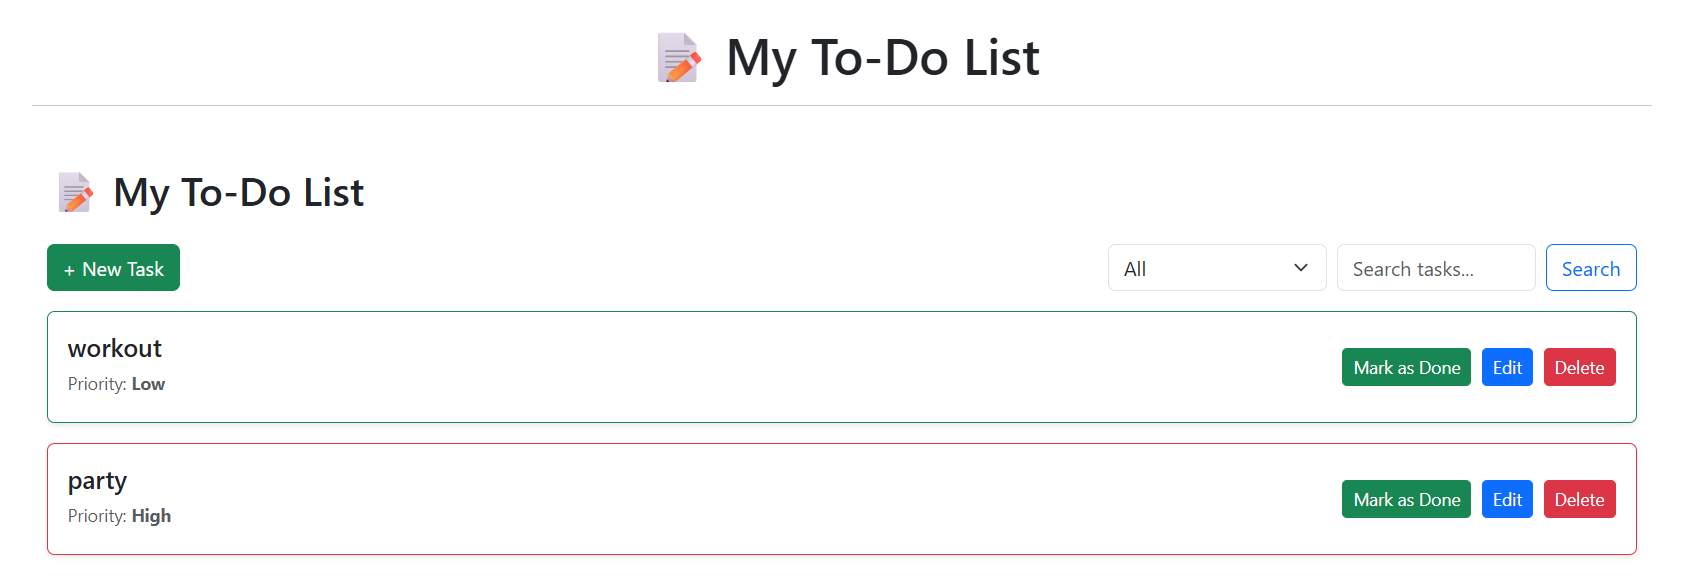 My To-Do List
My To-Do List
+ New Task
All
Search tasks...
Search
workout
Priority: Low
Mark as Done
Edit
Delete
party
Priority: High
Mark as Done
Edit
Delete